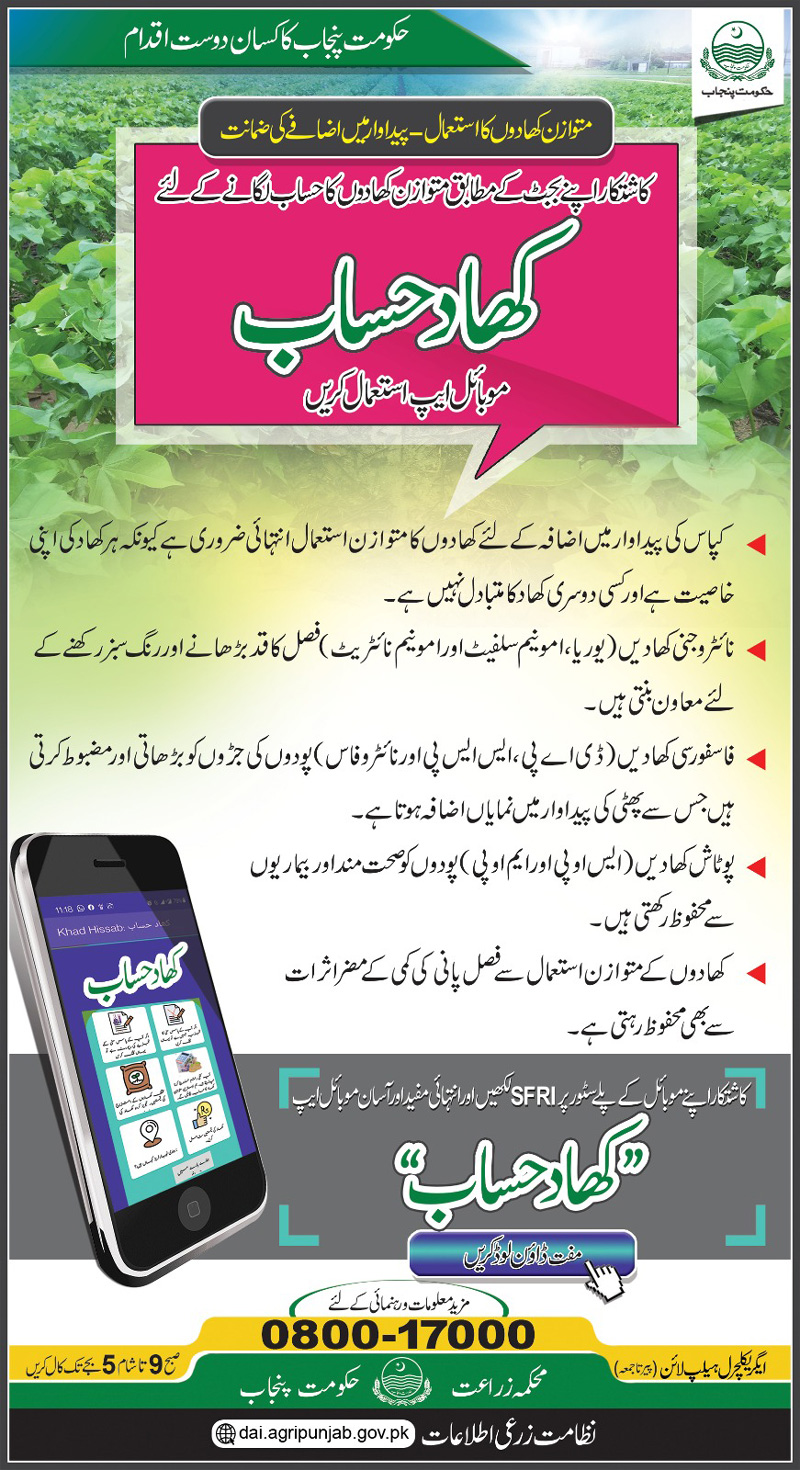 حکومت پنجاب کا کسان دوست اقدام
حکومت پنجاب
متوازن کھادوں کا استعمال - پیداوار میں اضافے کی ضمانت
کاشتکار اپنے بجٹ کے مطابق متوازن کھادوں کا حساب لگانے کے لئے
کھاد حساب
موبائل ایپ استعمال کریں
کپاس کی پیداوار میں اضافہ کے لئے کھادوں کا متوازن استعمال انتہائی ضروری ہے کیونکہ ہر کھاد کی اپنی
خاصیت ہے اور کسی دوسری کھاد کا متبادل نہیں ہے۔
نائٹروجنی کھادیں (یوریا، امونیم سلفیٹ اور امونیم نائٹریٹ) فصل کا قد بڑھانے اور رنگ سبز رکھنے کے
لئے معاون بنتی ہیں۔
فاسفورسی کھادیں (ڈی اے پی، ایس ایس پی اور نائٹروفاس) پودوں کی جڑوں کو بڑھاتی اور مضبوط کرتی
ہیں جس سے پھٹی کی پیداوار میں نمایاں اضافہ ہوتا ہے۔
پوٹاش کھادیں (ایس او پی اور ایم او پی) پودوں کو صحت مند اور بیماریوں
سے محفوظ رکھتی ہیں۔
کھادوں کے متوازن استعمال سے فصل پانی کی کمی کے مضر اثرات
سے بھی محفوظ رہتی ہے۔
11:18
Khad Hissab: کھاد حساب
کھاد حساب
کاشتکار اپنے موبائل کے پلے سٹور پر SFRI لکھیں اور انتہائی مفید اور آسان موبائل ایپ
”کھاد حساب“
مفت ڈاؤن لوڈ کریں
مزید معلومات و رہنمائی کے لئے
0800-17000
ایگریکلچرل ہیلپ لائن (پیر تا جمعہ)
صبح 9 تا شام 5 بجے تک کال کریں
محکمہ زراعت حکومت پنجاب
نظامت زرعی اطلاعات dai.agripunjab.gov.pk